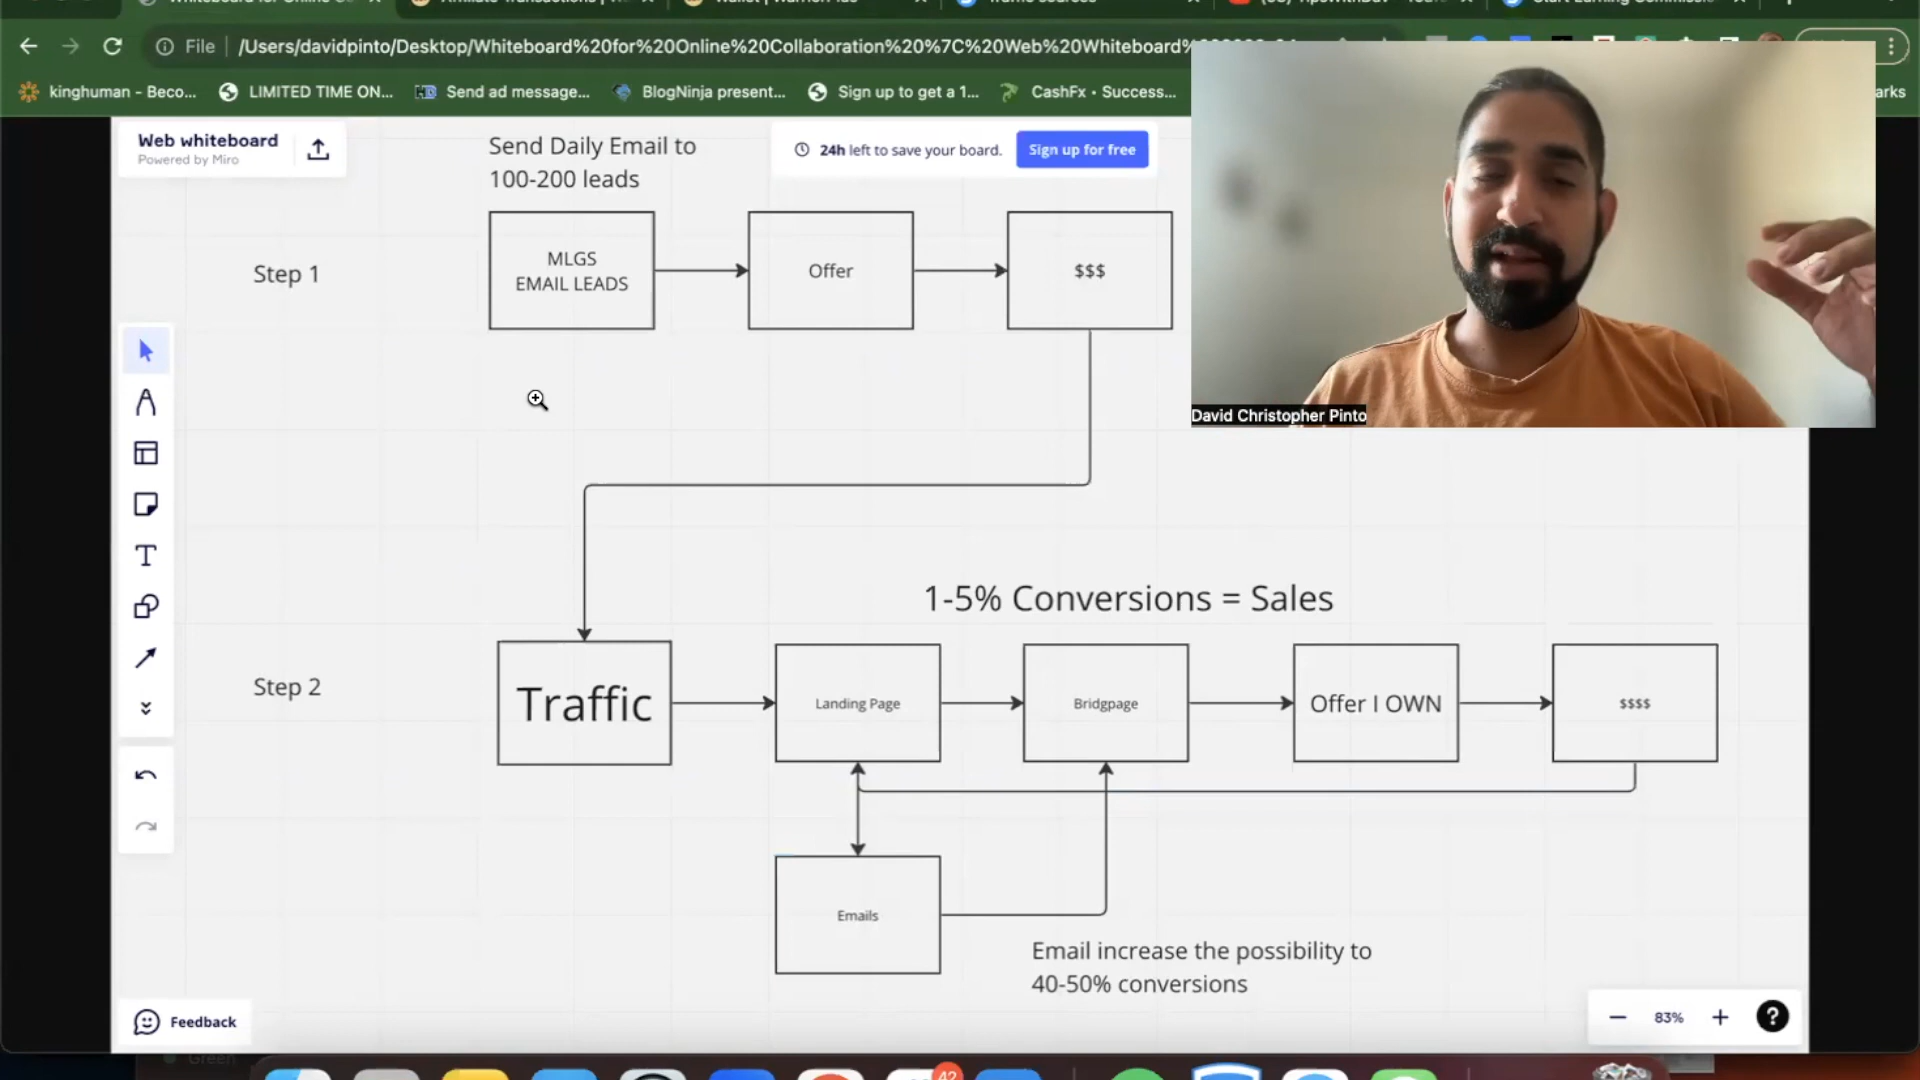 File
/Users/davidpinto/Desktop/Whiteboard%20for%20Online%20Collaboration%20%7C%20Web%20Whiteboard%
kinghuman - Beco...
LIMITED TIME ON...
Send ad message...
BlogNinja present...
Sign up to get a 1...
CashFx • Success...
arks
Web whiteboard
Powered by Miro
24h left to save your board.
Sign up for free
Send Daily Email to
100-200 leads
Step 1
MLGS
EMAIL LEADS
Offer
$$$
David Christopher Pinto
1-5% Conversions = Sales
Step 2
Traffic
Landing Page
Bridgpage
Offer I OWN
$$$$
Emails
Email increase the possibility to
40-50% conversions
Feedback
83%
Green
42